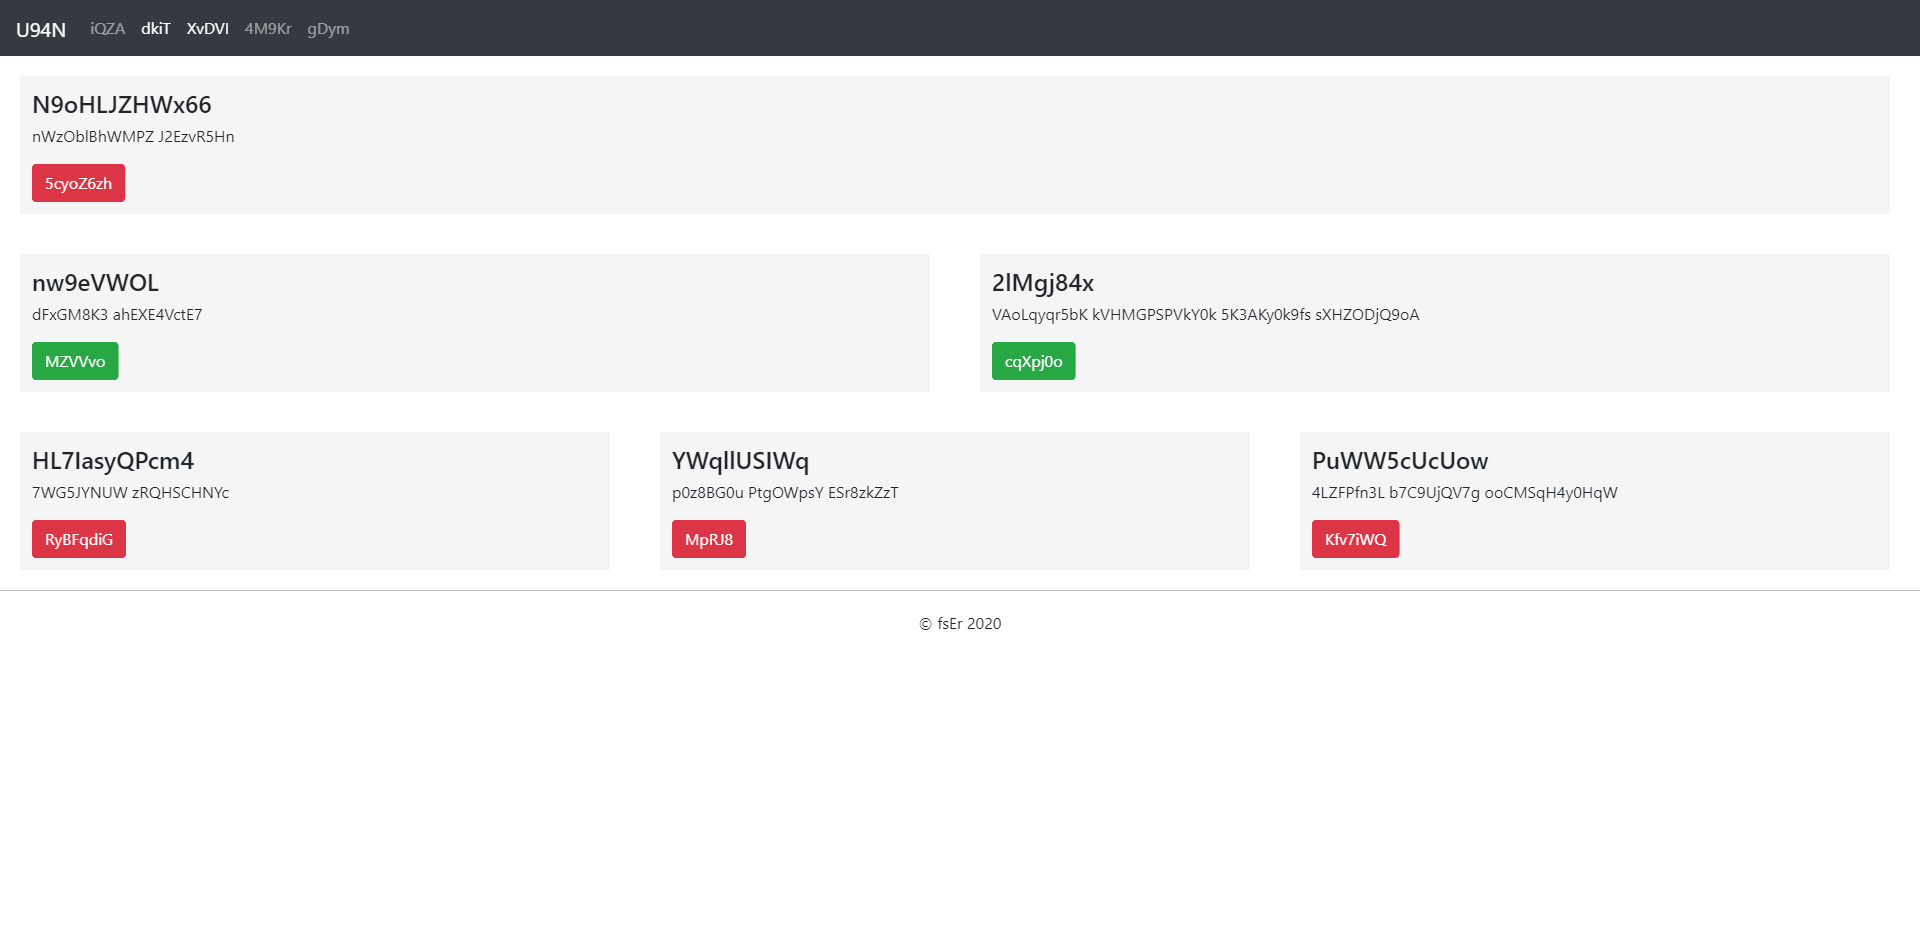 U94N iQZA dkiT XvDVI 4M9Kr gDym
N9oHLJZHWx66
nWzOblBhWMPZ J2EzvR5Hn
5cyoZ6zh
nw9eVWOL
dFxGM8K3 ahEXE4VctE7
MZVVvo
2lMgj84x
VAoLqyqr5bK kVHMGPSPVkY0k 5K3AKy0k9fs sXHZODjQ9oA
cqXpj0o
HL7IasyQPcm4
7WG5JYNUW zRQHSCHNYc
RyBFqdiG
YWqllUSIWq
p0z8BG0u PtgOWpsY ESr8zkZzT
MpRJ8
PuWW5cUcUow
4LZFPfn3L b7C9UjQV7g ooCMSqH4y0HqW
Kfv7iWQ
© fsEr 2020